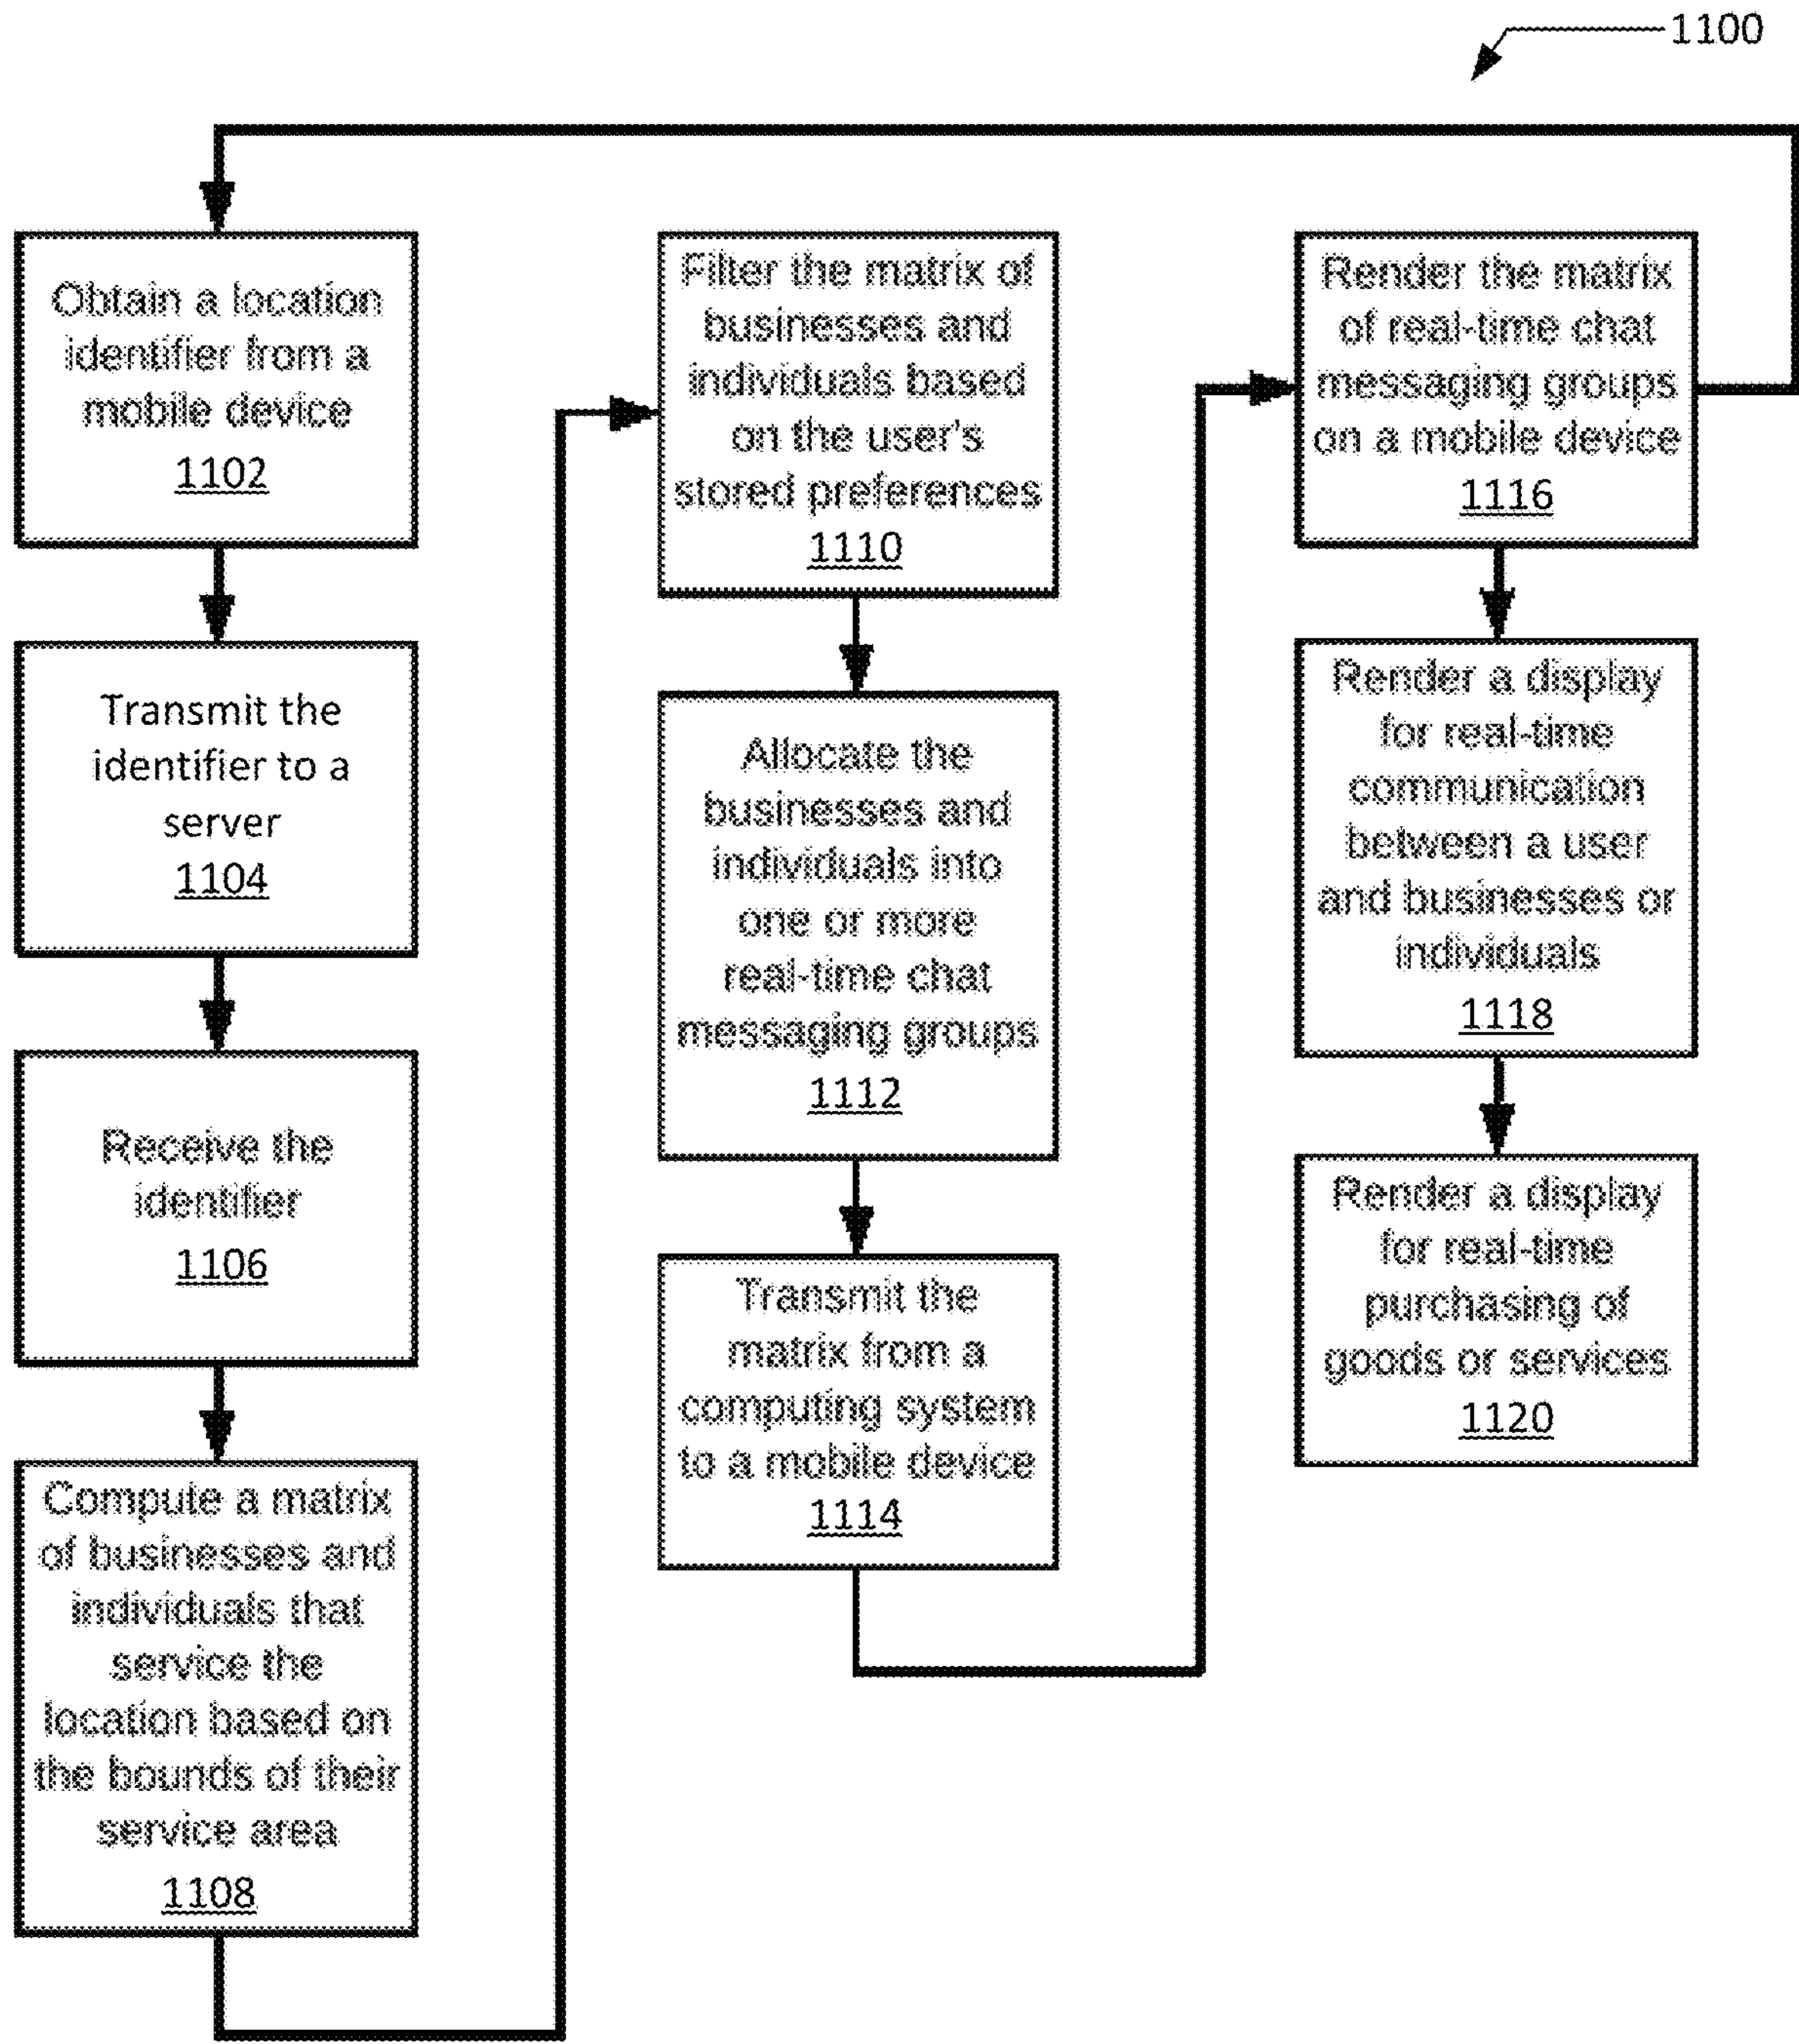 1100
Obtain a location
identifier from a
mobile device
1102
Transmit the
identifier to a
server
1104
Receive the
identifier
1106
Compute a matrix
of businesses and
individuals that
service the
location based on
the bounds of their
service area
1108
Filter the matrix of
businesses and
individuals based
on the user's
stored preferences
1110
Allocate the
businesses and
individuals into
one or more
real-time chat
messaging groups
1112
Transmit the
matrix from a
computing system
to a mobile device
1114
Render the matrix
of real-time chat
messaging groups
on a mobile device
1116
Render a display
for real-time
communication
between a user
and businesses or
individuals
1118
Render a display
for real-time
purchasing of
goods or services
1120